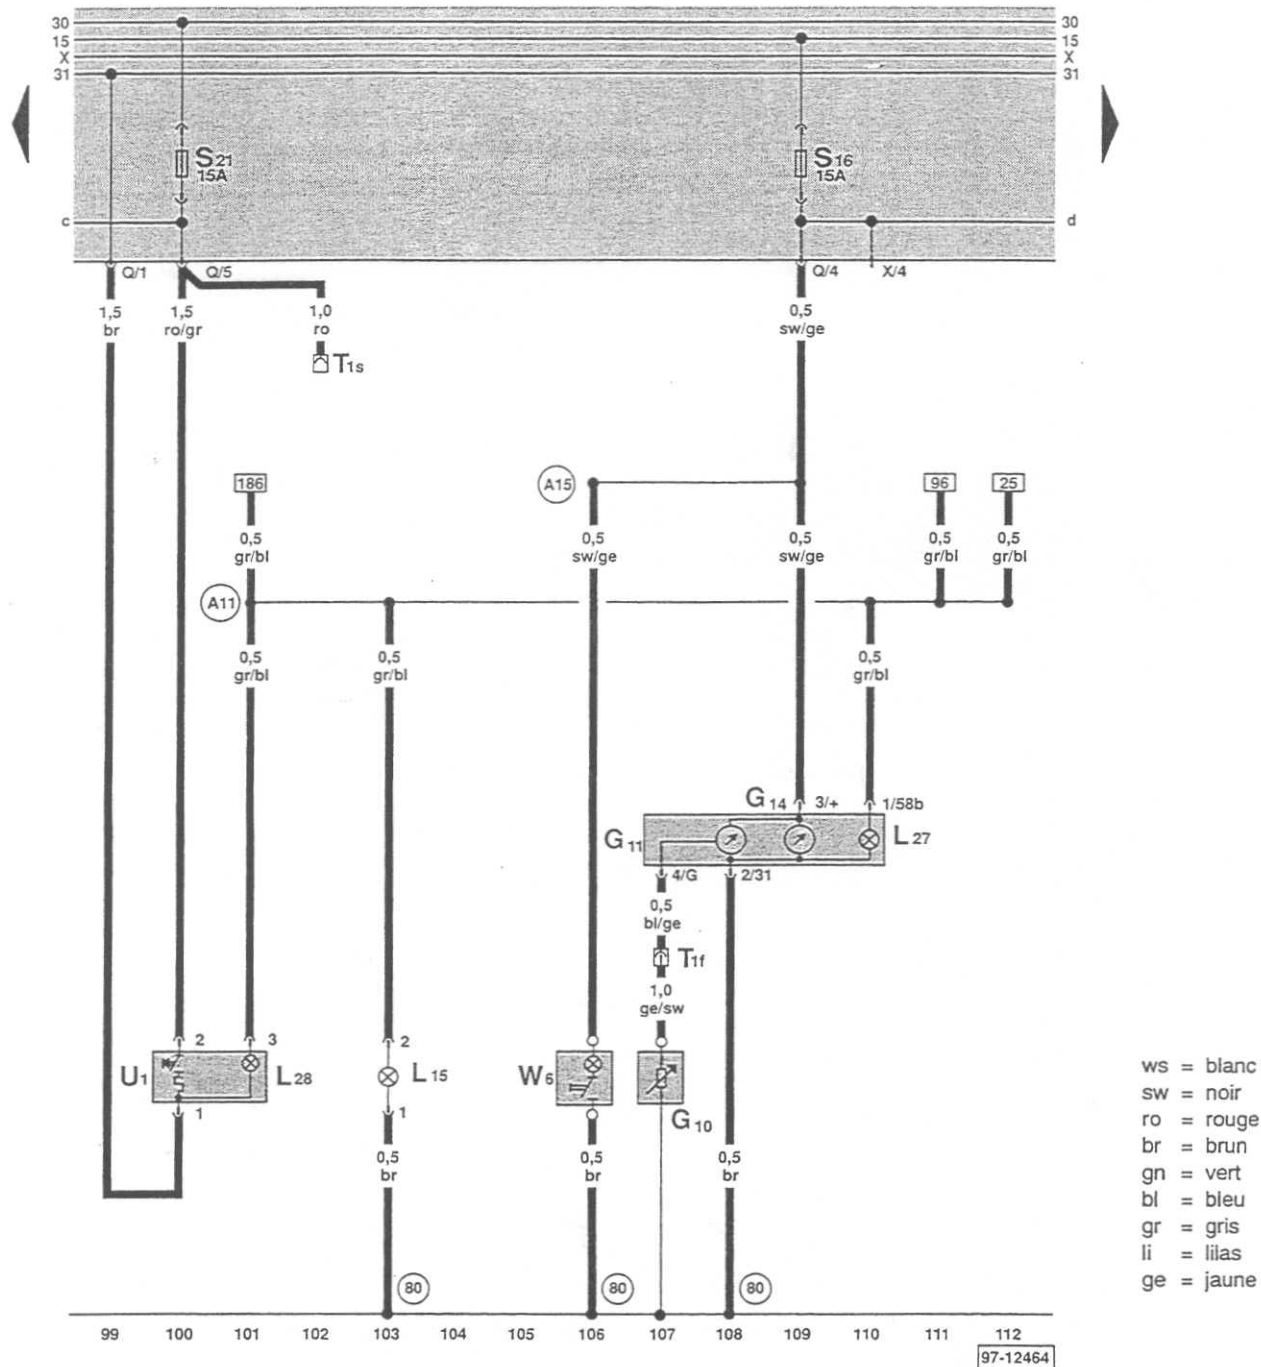 30 30
15 15
X X
31 31
S21 S16
15A 15A
c d
Q/1 Q/5 Q/4 X/4
1,5 1,5 1,0 0,5
br ro/gr ro sw/ge
T1s
186 A15 96 25
0,5 0,5 0,5 0,5 0,5
gr/bl sw/ge sw/ge gr/bl gr/bl
A11
0,5 0,5 0,5
gr/bl gr/bl gr/bl
G14 3/+ 1/58b
G11 L27
4/G 2/31
0,5
bl/ge
T1f
1,0
ge/sw
2 3 2
U1 L28 L15 W6
1 1
G10
0,5 0,5 0,5
br br br
80 80 80
99 100 101 102 103 104 105 106 107 108 109 110 111 112
97-12464
ws = blanc
sw = noir
ro = rouge
br = brun
gn = vert
bl = bleu
gr = gris
li = lilas
ge = jaune